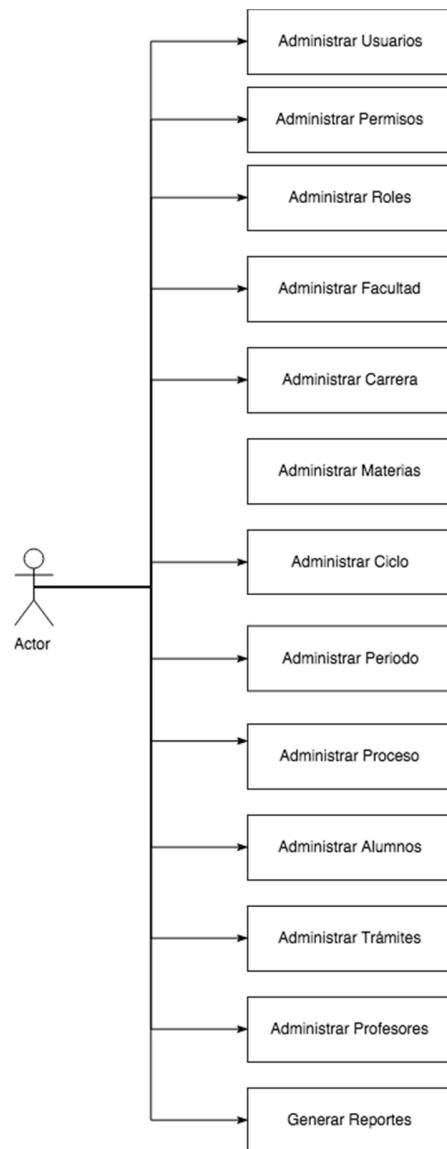 Administrar Usuarios
Administrar Permisos
Administrar Roles
Administrar Facultad
Administrar Carrera
Administrar Materias
Administrar Ciclo
Actor
Administrar Periodo
Administrar Proceso
Administrar Alumnos
Administrar Trámites
Administrar Profesores
Generar Reportes